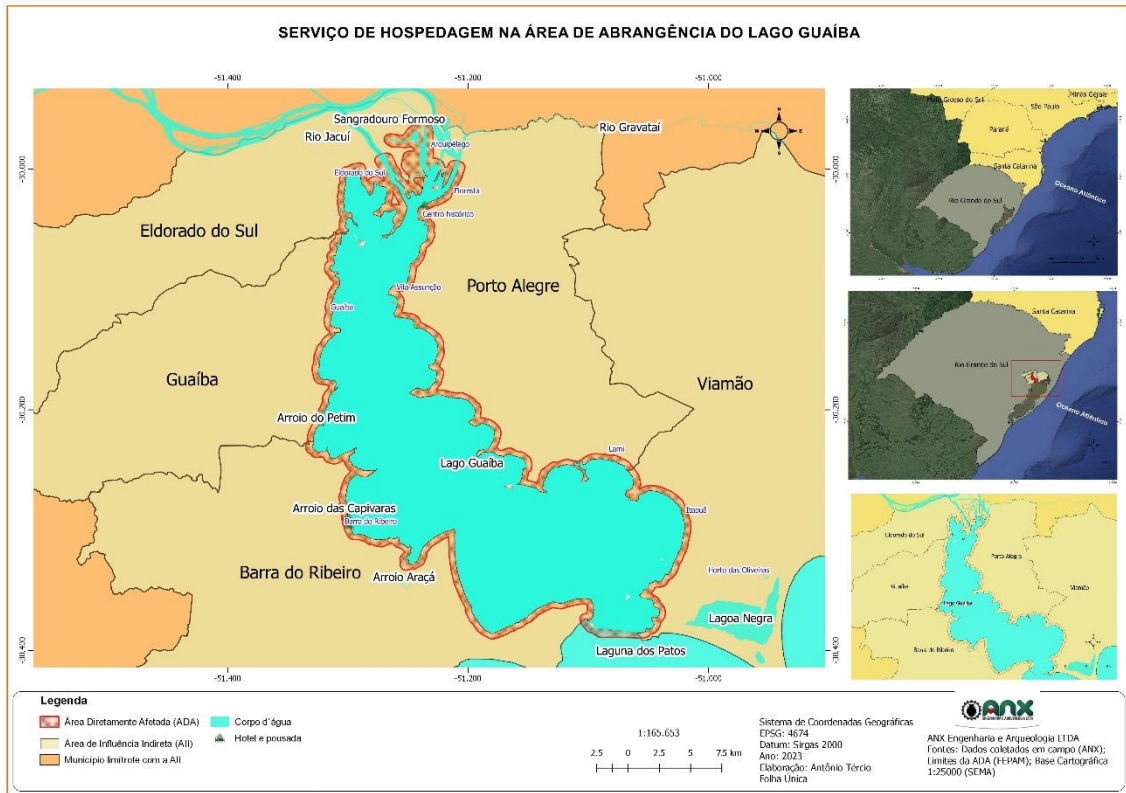 SERVIÇO DE HOSPEDAGEM NA ÁREA DE ABRANGÊNCIA DO LAGO GUAÍBA
-51.400
-51.200
-51.000
-30.000
-30.200
-30.400
Sangradouro Formoso
Rio Jacuí
Rio Gravataí
Arquipélago
Eldorado do Sul
Floresta
Centro histórico
Eldorado do Sul
Porto Alegre
Vila Assunção
Guaíba
Guaíba
Viamão
Arroio do Petim
Lago Guaíba
Lami
Arroio das Capivaras
Barra do Ribeiro
Itapuã
Barra do Ribeiro
Arroio Araçá
Horto das Oliveiras
Lagoa Negra
Laguna dos Patos
-51.400
-51.200
-51.000
Mato Grosso do Sul
Minas Gerais
São Paulo
Paraná
Santa Catarina
Rio Grande do Sul
Oceano Atlântico
Santa Catarina
Rio Grande do Sul
Oceano Atlântico
Eldorado do Sul
Porto Alegre
Guaíba
Viamão
Lago Guaíba
Barra do Ribeiro
Legenda
Área Diretamente Afetada (ADA)
Corpo d´água
Área de Influência Indireta (AII)
Hotel e pousada
Município limítrofe com a AII
1:165.653
2.5 0 2.5 5 7.5 km
Sistema de Coordenadas Geográficas
EPSG: 4674
Datum: Sirgas 2000
Ano: 2023
Elaboração: Antônio Tércio
Folha Única
ANX
ANX Engenharia e Arqueologia LTDA
Fontes: Dados coletados em campo (ANX);
Limites da ADA (FEPAM); Base Cartográfica
1:25000 (SEMA)